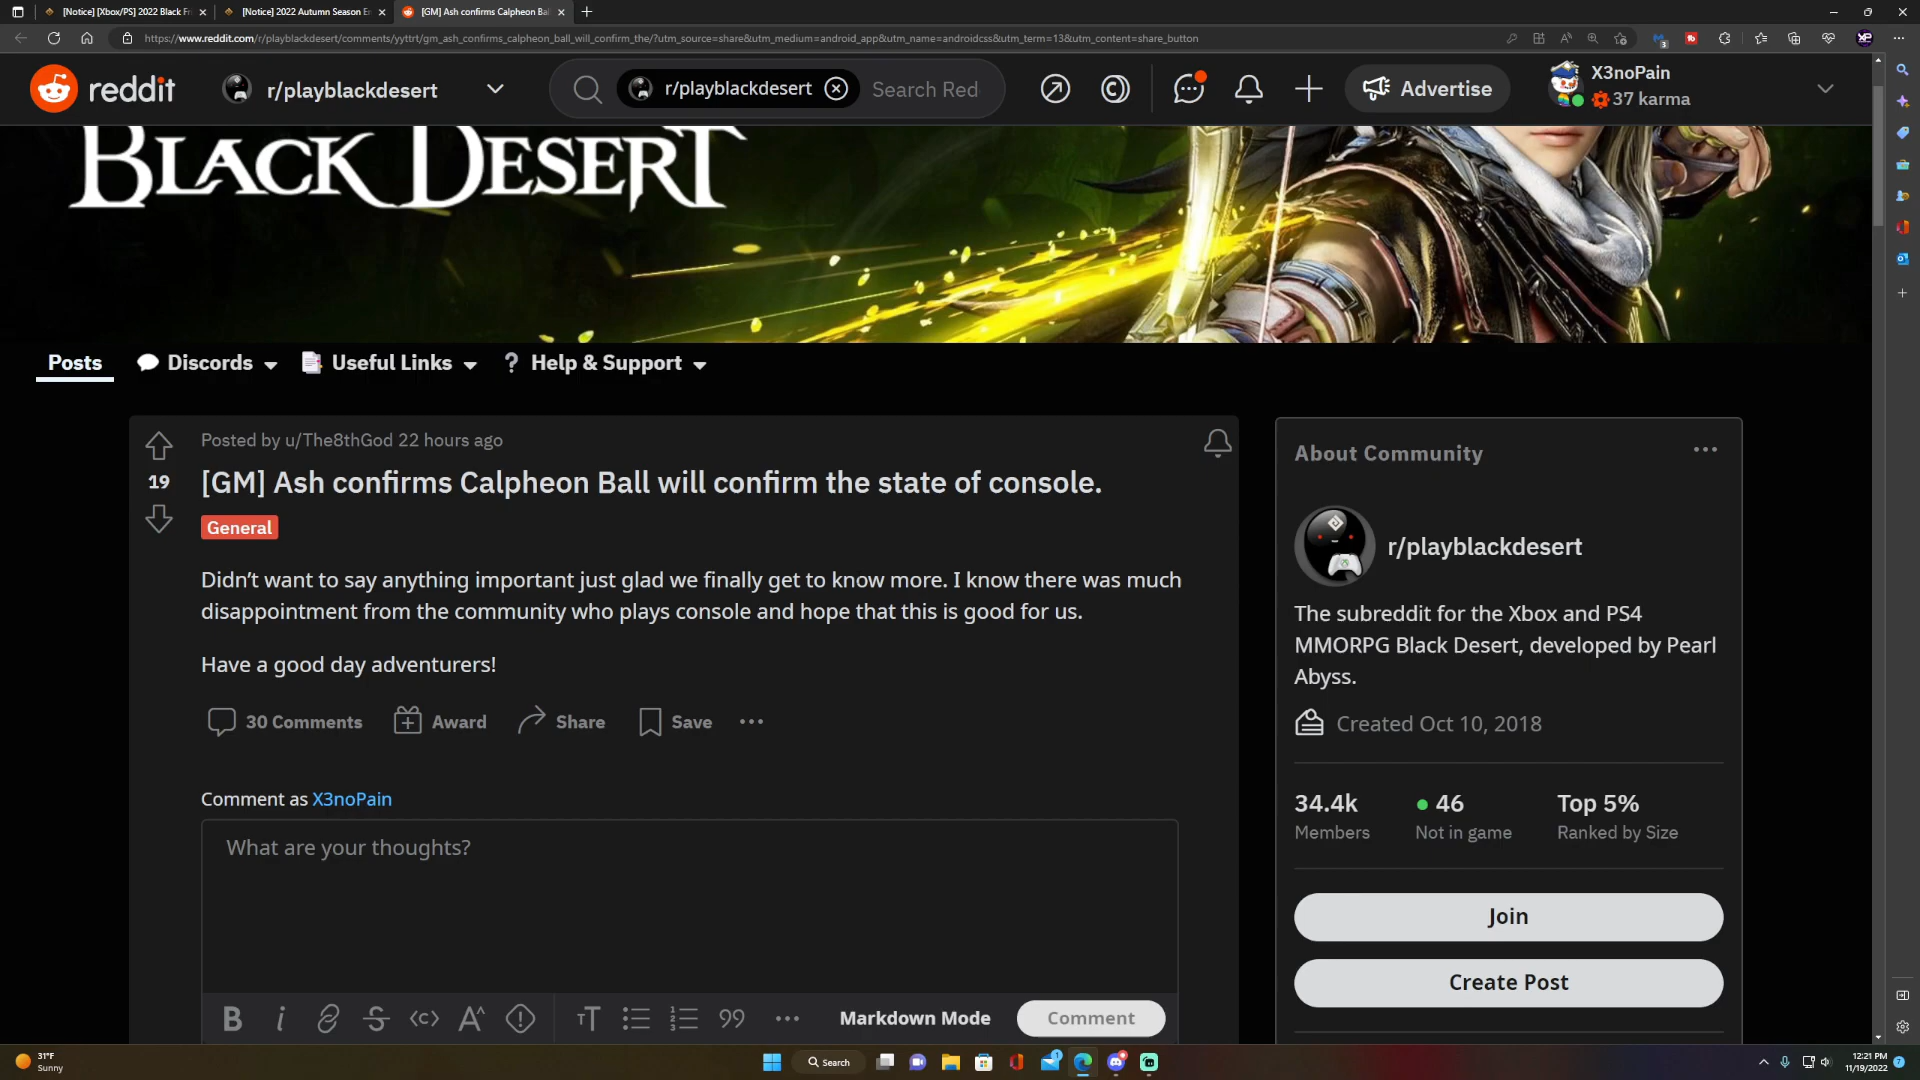 [Notice] [Xbox/PS] 2022 Black Fr
[Notice] 2022 Autumn Season E
[GM] Ash confirms Calpheon Bal
https://www.reddit.com/r/playblackdesert/comments/yyttrt/gm_ash_confirms_calpheon_ball_will_confirm_the/?utm_source=share&utm_medium=android_app&utm_name=androidcss&utm_term=13&utm_content=share_button
reddit
r/playblackdesert
r/playblackdesert
Search Red
Advertise
X3noPain
37 karma
BLACK DESERT
Posts
Discords
Useful Links
? Help & Support
Posted by u/The8thGod 22 hours ago
19
[GM] Ash confirms Calpheon Ball will confirm the state of console.
General
Didn’t want to say anything important just glad we finally get to know more. I know there was much
disappointment from the community who plays console and hope that this is good for us.
Have a good day adventurers!
30 Comments
Award
Share
Save
Comment as X3noPain
What are your thoughts?
Markdown Mode
Comment
About Community
r/playblackdesert
The subreddit for the Xbox and PS4
MMORPG Black Desert, developed by Pearl
Abyss.
Created Oct 10, 2018
34.4k
Members
46
Not in game
Top 5%
Ranked by Size
Join
Create Post
31°F
Sunny
Search
12:21 PM
11/19/2022